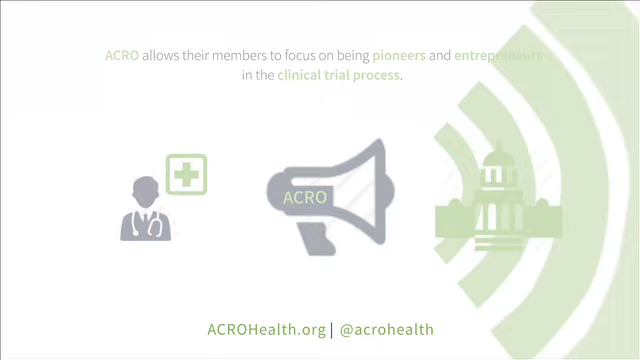 ACRO allows their members to focus on being pioneers and entrepreneurs
in the clinical trial process.
ACRO
ACROHealth.org | @acrohealth